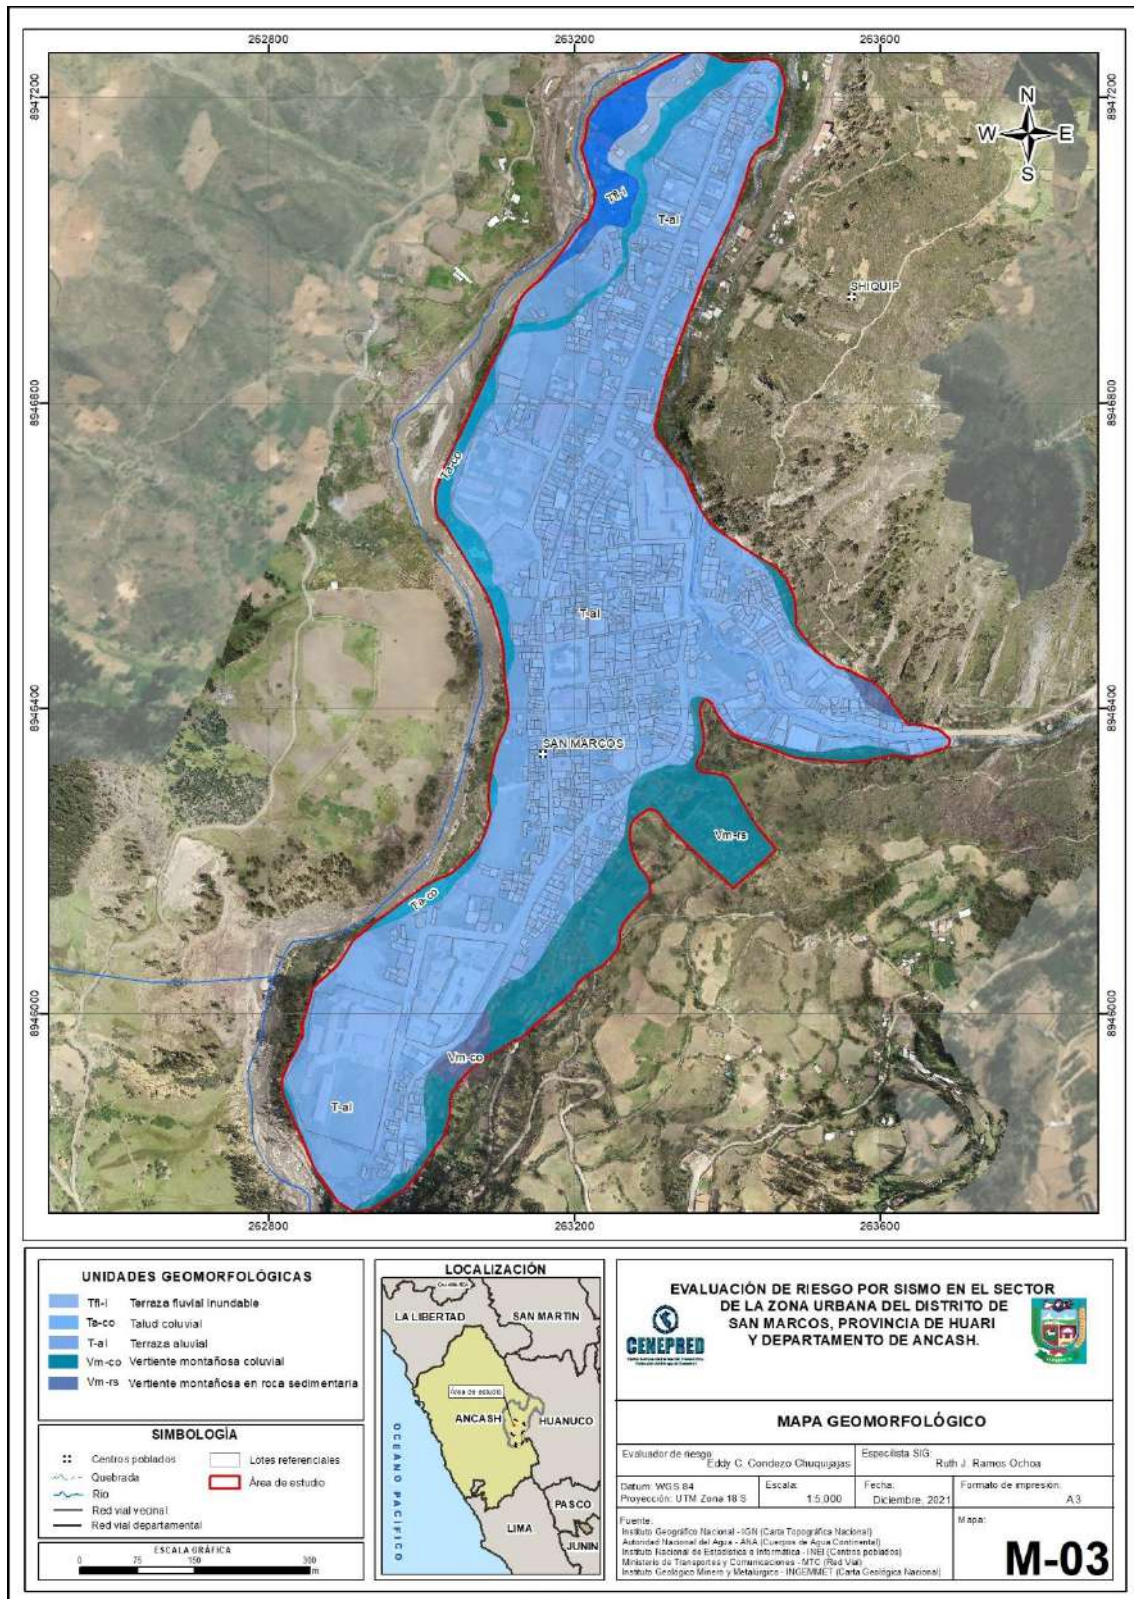 262800
263200
263600
8947200
8947200
N
W
E
S
Tfl-i
T-al
SHIQUIP
8946800
8946800
Ta-co
T-al
8946400
8946400
SAN MARCOS
Vm-rs
Ta-co
8946000
8946000
Vm-co
T-al
262800
263200
263600
UNIDADES GEOMORFOLÓGICAS
Tfl-i Terraza fluvial inundable
Ta-co Talud coluvial
T-al Terraza aluvial
Vm-co Vertiente montañosa coluvial
Vm-rs Vertiente montañosa en roca sedimentaria
SIMBOLOGÍA
Centros poblados
Quebrada
Río
Red vial vecinal
Red vial departamental
Lotes referenciales
Área de estudio
ESCALA GRÁFICA
0 75 150 300
m
LOCALIZACIÓN
LA LIBERTAD
SAN MARTIN
Área de estudio
ANCASH
HUANUCO
OCEANO PACIFICO
PASCO
LIMA
JUNIN
EVALUACIÓN DE RIESGO POR SISMO EN EL SECTOR
DE LA ZONA URBANA DEL DISTRITO DE
SAN MARCOS, PROVINCIA DE HUARI
Y DEPARTAMENTO DE ANCASH.
CENEPRED
MAPA GEOMORFOLÓGICO
Evaluador de riesgo:
Eddy C. Condezo Chuquijajas
Especilista SIG:
Ruth J. Ramos Ochoa
Datum: WGS 84
Proyección: UTM Zona 18 S
Escala:
1:5,000
Fecha:
Diciembre, 2021
Formato de impresión:
A3
Fuente:
Instituto Geográfico Nacional - IGN (Carta Topográfica Nacional)
Autoridad Nacional del Agua - ANA (Cuerpos de Agua Continental)
Instituto Nacional de Estadística e Informática - INEI (Centros poblados)
Ministerio de Transportes y Comunicaciones - MTC (Red Vial)
Instituto Geológico Minero y Metalúrgico - INGEMMET (Carta Geológica Nacional)
Mapa:
M-03